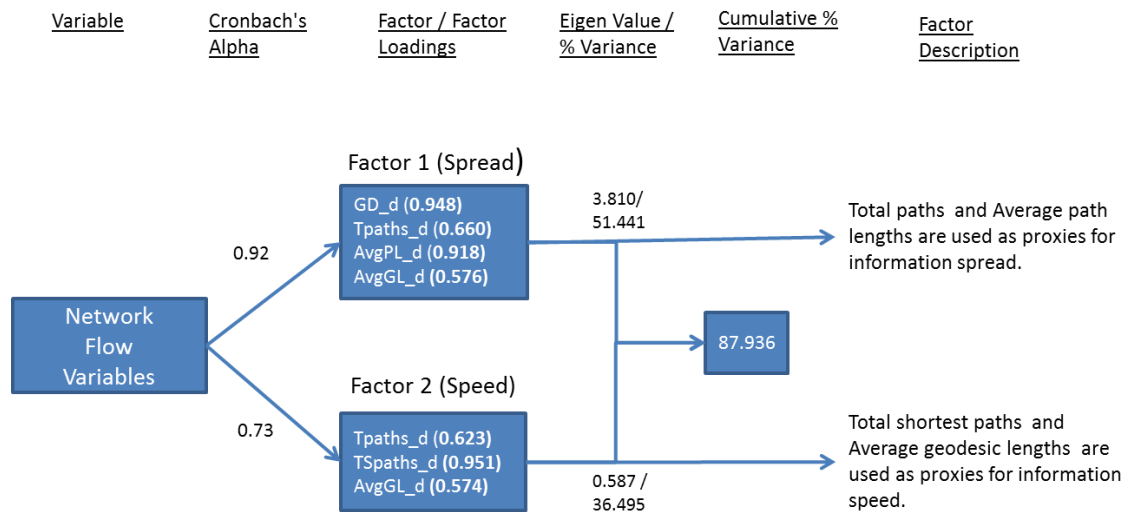 Variable
Cronbach's
Alpha
Factor / Factor
Loadings
Eigen Value /
% Variance
Cumulative %
Variance
Factor
Description
Factor 1 (Spread)
GD_d (0.948)
Tpaths_d (0.660)
AvgPL_d (0.918)
AvgGL_d (0.576)
3.810/
51.441
Total paths and Average path
lengths are used as proxies for
information spread.
0.92
Network
Flow
Variables
87.936
0.73
Factor 2 (Speed)
Tpaths_d (0.623)
TSpaths_d (0.951)
AvgGL_d (0.574)
0.587 /
36.495
Total shortest paths and
Average geodesic lengths are
used as proxies for information
speed.